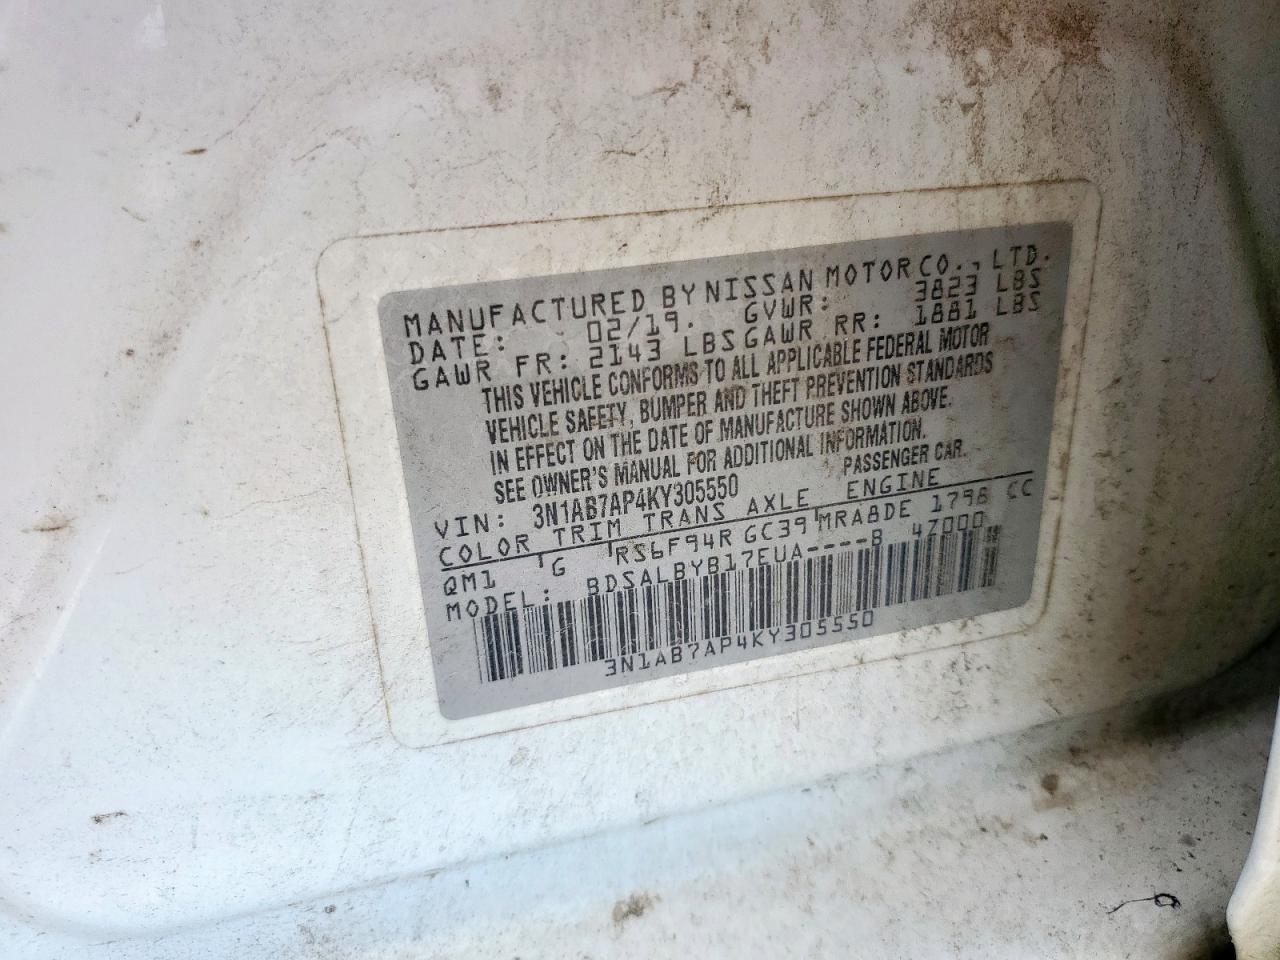 MANUFACTURED BY NISSAN MOTOR CO., LTD.
DATE: 02/19. GVWR: 3823 LBS
GAWR FR: 2143 LBS GAWR RR: 1881 LBS
THIS VEHICLE CONFORMS TO ALL APPLICABLE FEDERAL MOTOR
VEHICLE SAFETY, BUMPER AND THEFT PREVENTION STANDARDS
IN EFFECT ON THE DATE OF MANUFACTURE SHOWN ABOVE.
SEE OWNER'S MANUAL FOR ADDITIONAL INFORMATION.
VIN: 3N1AB7AP4KY305550 PASSENGER CAR.
COLOR TRIM TRANS AXLE ENGINE
QM1 G RS6F94R GC39 MRA8DE 1798 CC
MODEL: BDSALBYB17EUA----B 4Z000
3N1AB7AP4KY305550